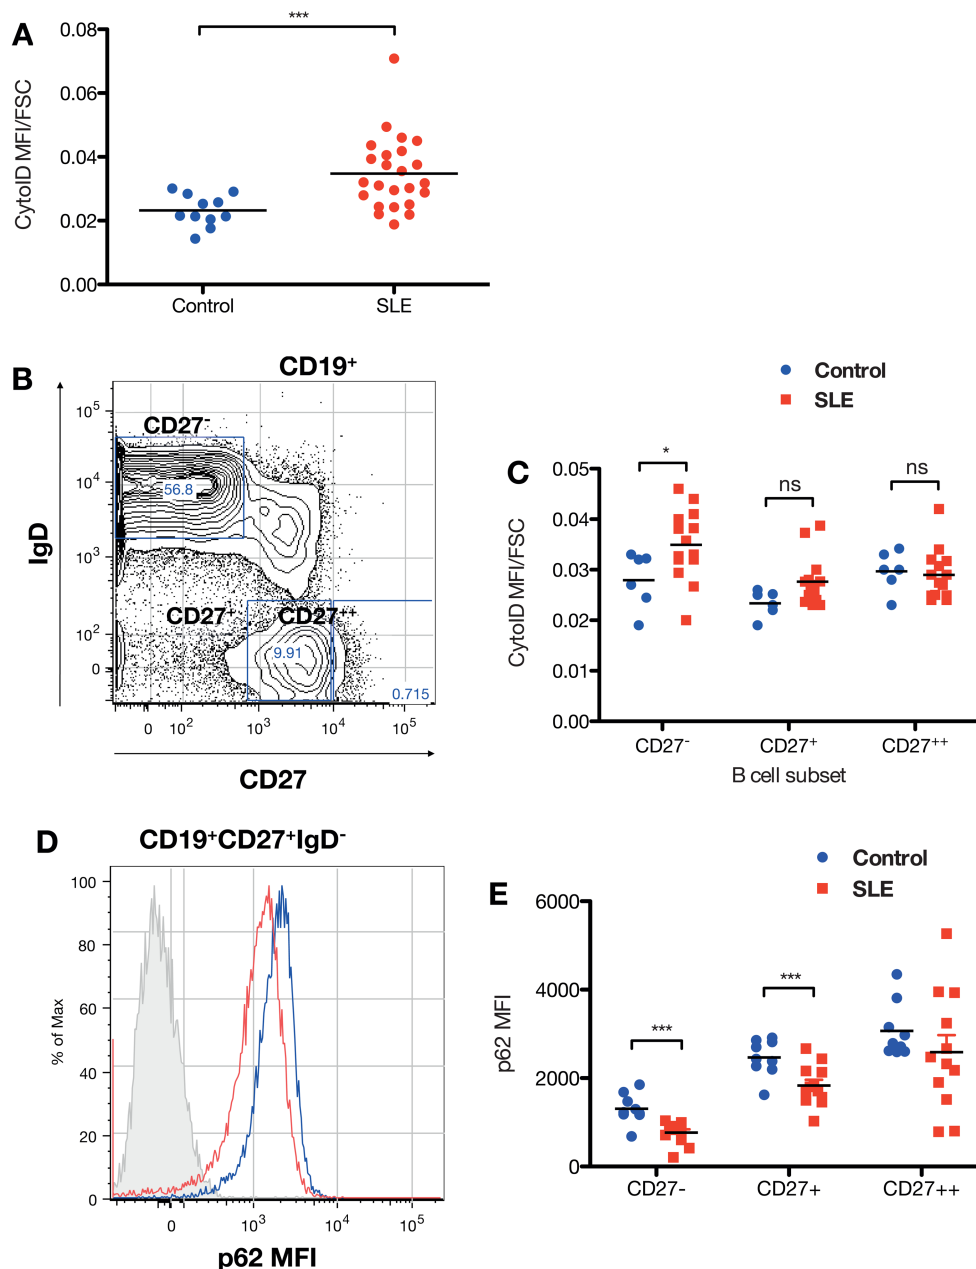 A
***
CytoID MFI/FSC
0.08
0.06
0.04
0.02
0.00
Control
SLE
B
CD19+
IgD
10⁵
10⁴
10³
10²
0
CD27-
56.8
CD27+
CD27++
9.91
0.715
0
10²
10³
10⁴
10⁵
CD27
Control
SLE
C
CytoID MFI/FSC
0.05
0.04
0.03
0.02
0.01
0.00
*
ns
ns
CD27-
CD27+
CD27++
B cell subset
D
CD19+CD27+IgD-
% of Max
100
80
60
40
20
0
0
10³
10⁴
10⁵
p62 MFI
Control
SLE
E
p62 MFI
6000
4000
2000
0
***
***
CD27-
CD27+
CD27++